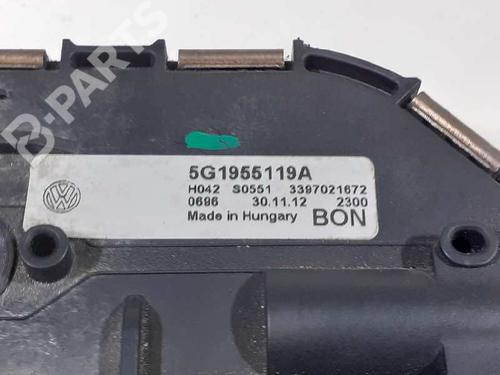 B-PARTS
5G1955119A
H042 S0551 3397021672
0696 30.11.12 2300
Made in Hungary BON